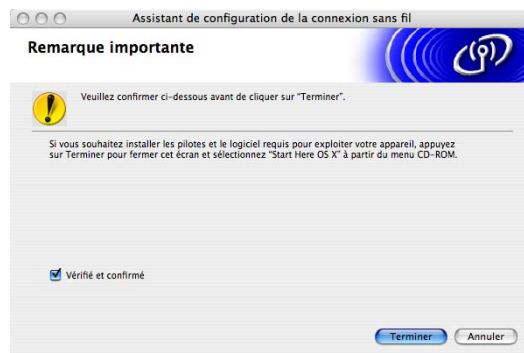 Assistant de configuration de la connexion sans fil
Remarque importante
Veuillez confirmer ci-dessous avant de cliquer sur "Terminer".
Si vous souhaitez installer les pilotes et le logiciel requis pour exploiter votre appareil, appuyez
sur Terminer pour fermer cet écran et sélectionnez "Start Here OS X" à partir du menu CD-ROM.
Vérifié et confirmé
Terminer Annuler